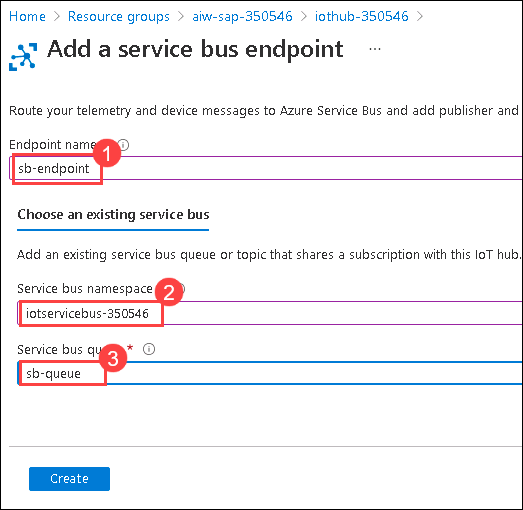 Home > Resource groups > aiw-sap-350546 > iothub-350546 >
Add a service bus endpoint ...
Route your telemetry and device messages to Azure Service Bus and add publisher and
Endpoint name
1
sb-endpoint
Choose an existing service bus
Add an existing service bus queue or topic that shares a subscription with this IoT hub.
Service bus namespace
2
iotservicebus-350546
Service bus qu *
3
sb-queue
Create